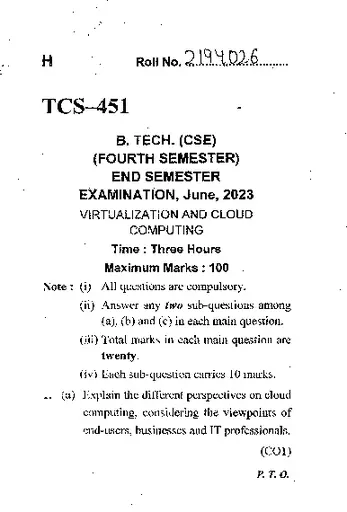 H Roll No. 2194026
TCS–451
B. TECH. (CSE)
(FOURTH SEMESTER)
END SEMESTER
EXAMINATION, June, 2023
VIRTUALIZATION AND CLOUD
COMPUTING
Time : Three Hours
Maximum Marks : 100
Note : (i) All questions are compulsory.
(ii) Answer any two sub-questions among
(a), (b) and (c) in each main question.
(iii) Total marks in each main question are
twenty.
(iv) Each sub-question carries 10 marks.
(a) Explain the different perspectives on cloud
computing, considering the viewpoints of
end-users, businesses and IT professionals.
(CO1)
P. T. O.